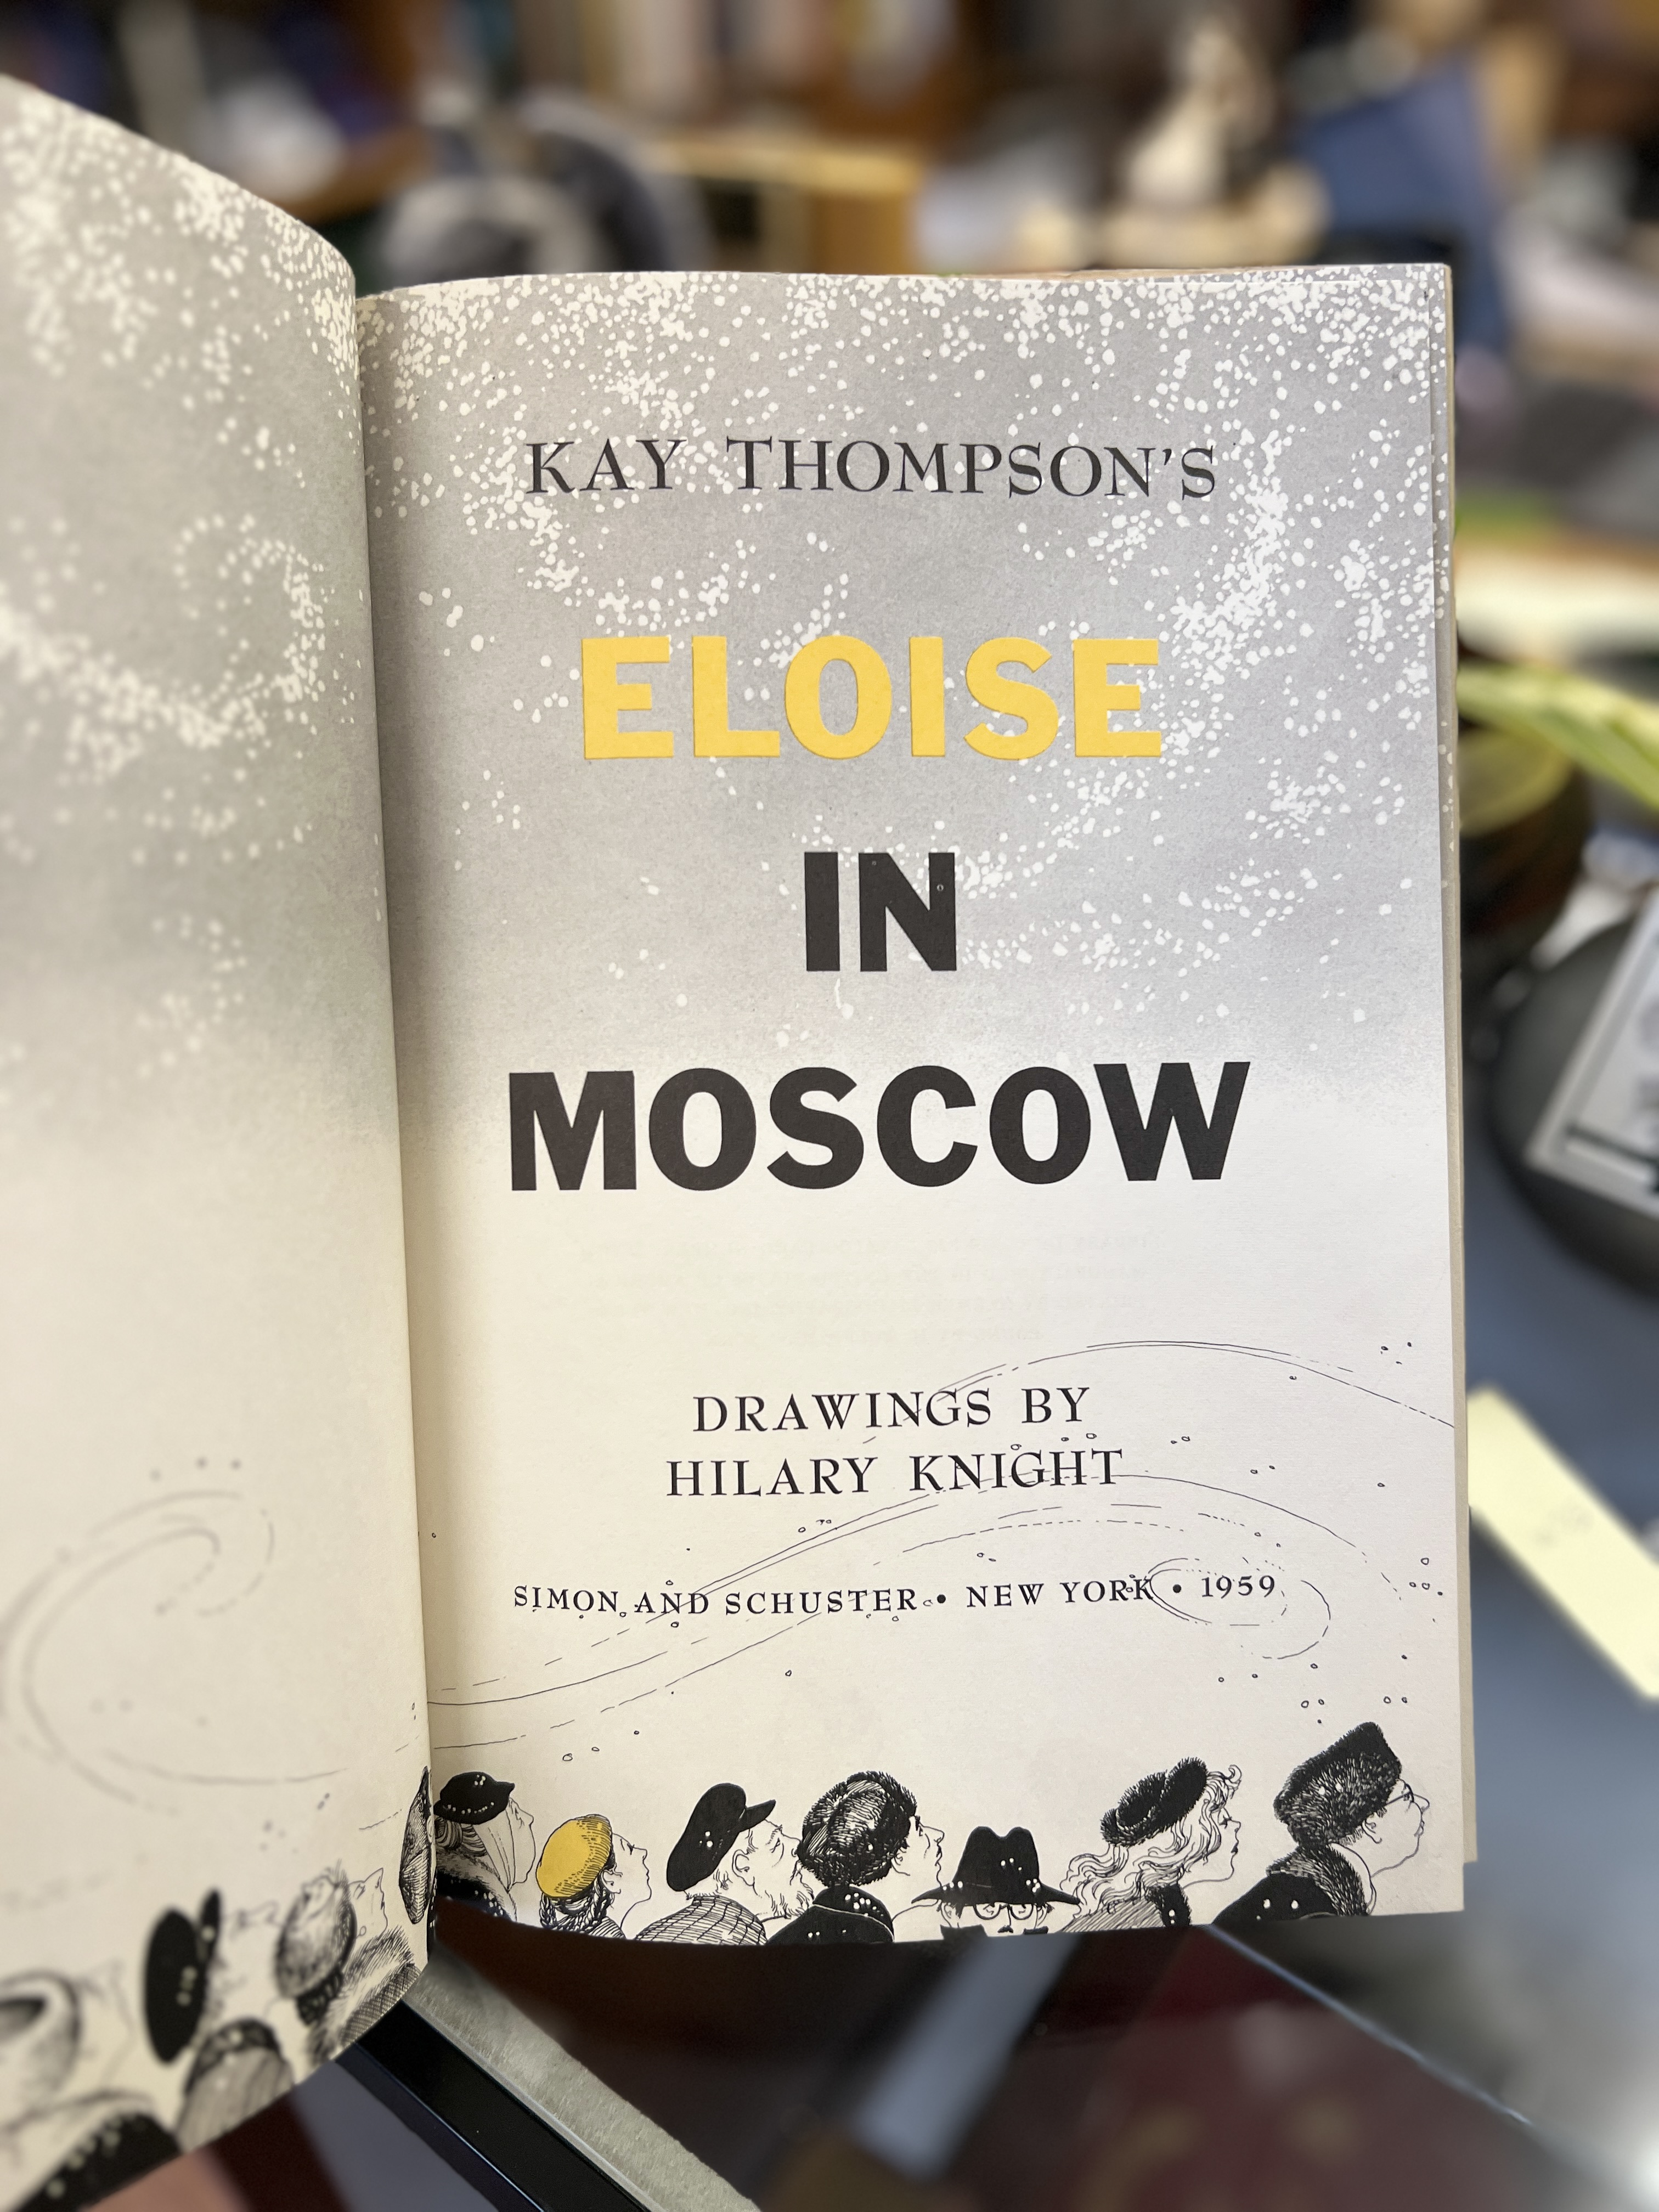 KAY THOMPSON'S
ELOISE
IN
MOSCOW
DRAWINGS BY
HILARY KNIGHT
SIMON AND SCHUSTER • NEW YORK • 1959